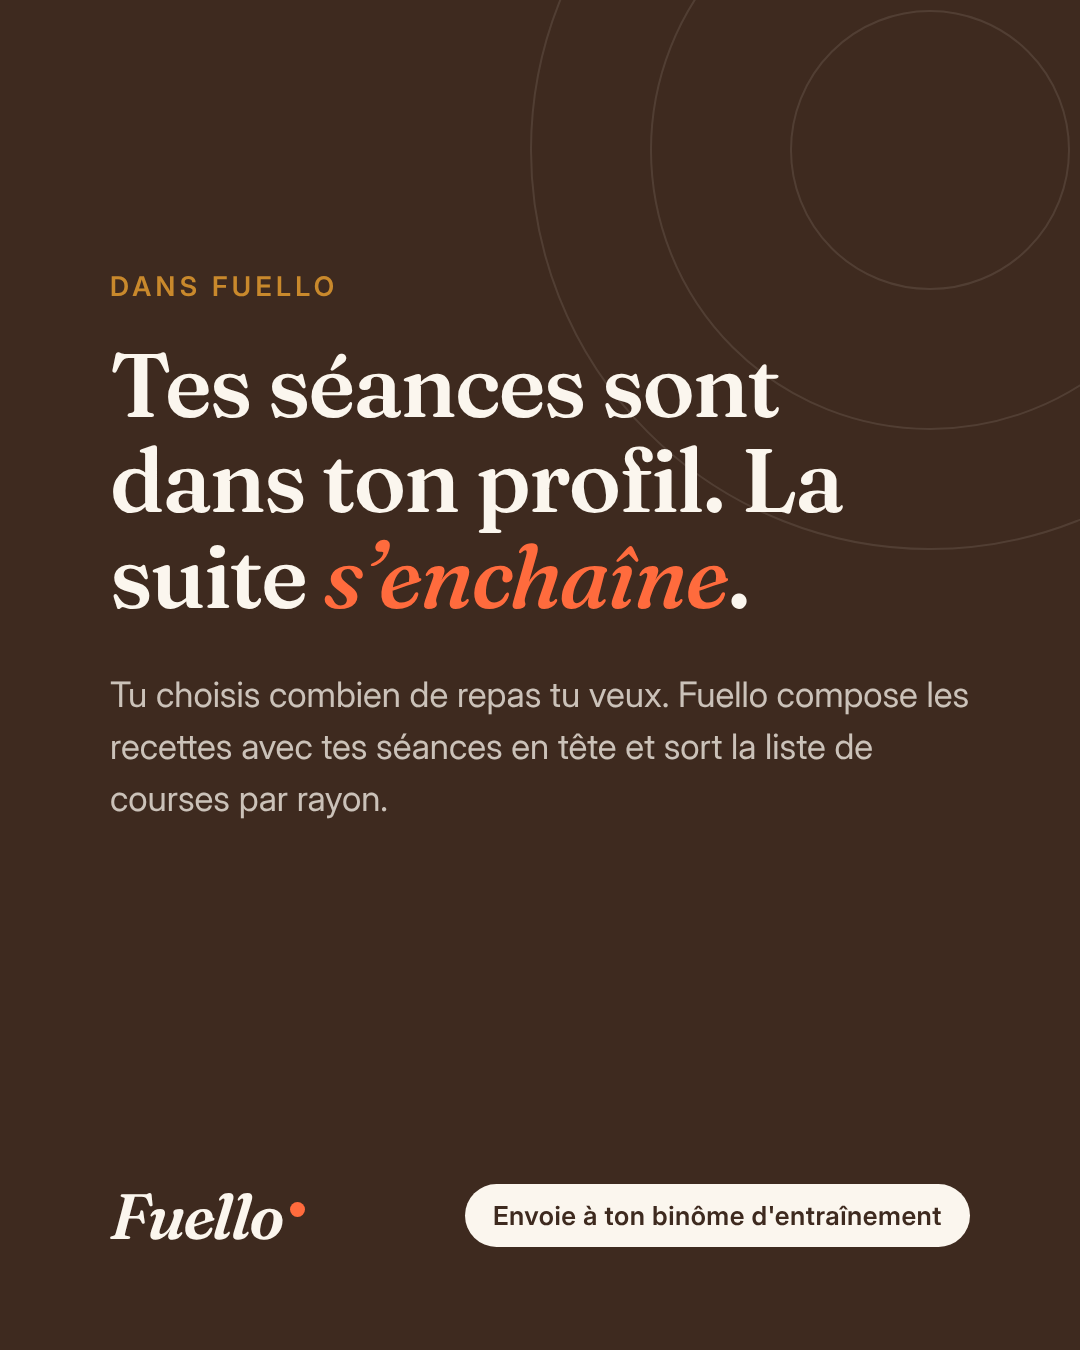 DANS FUELLO
Tes séances sont
dans ton profil. La
suite s’enchaîne.
Tu choisis combien de repas tu veux. Fuello compose les
recettes avec tes séances en tête et sort la liste de
courses par rayon.
Fuello
Envoie à ton binôme d'entraînement